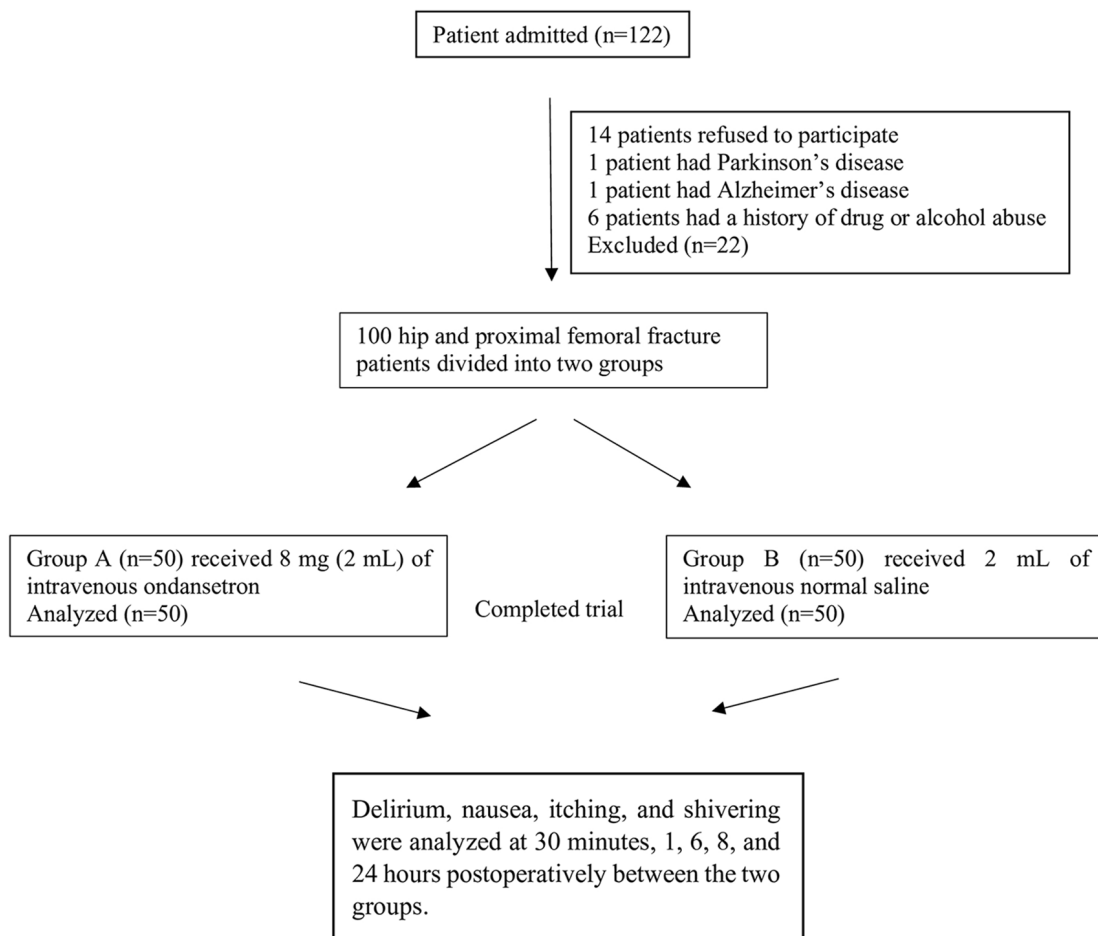 Patient admitted (n=122)
14 patients refused to participate
1 patient had Parkinson’s disease
1 patient had Alzheimer’s disease
6 patients had a history of drug or alcohol abuse
Excluded (n=22)
100 hip and proximal femoral fracture
patients divided into two groups
Group A (n=50) received 8 mg (2 mL) of
intravenous ondansetron
Analyzed (n=50)
Completed trial
Group B (n=50) received 2 mL of
intravenous normal saline
Analyzed (n=50)
Delirium, nausea, itching, and shivering
were analyzed at 30 minutes, 1, 6, 8, and
24 hours postoperatively between the two
groups.